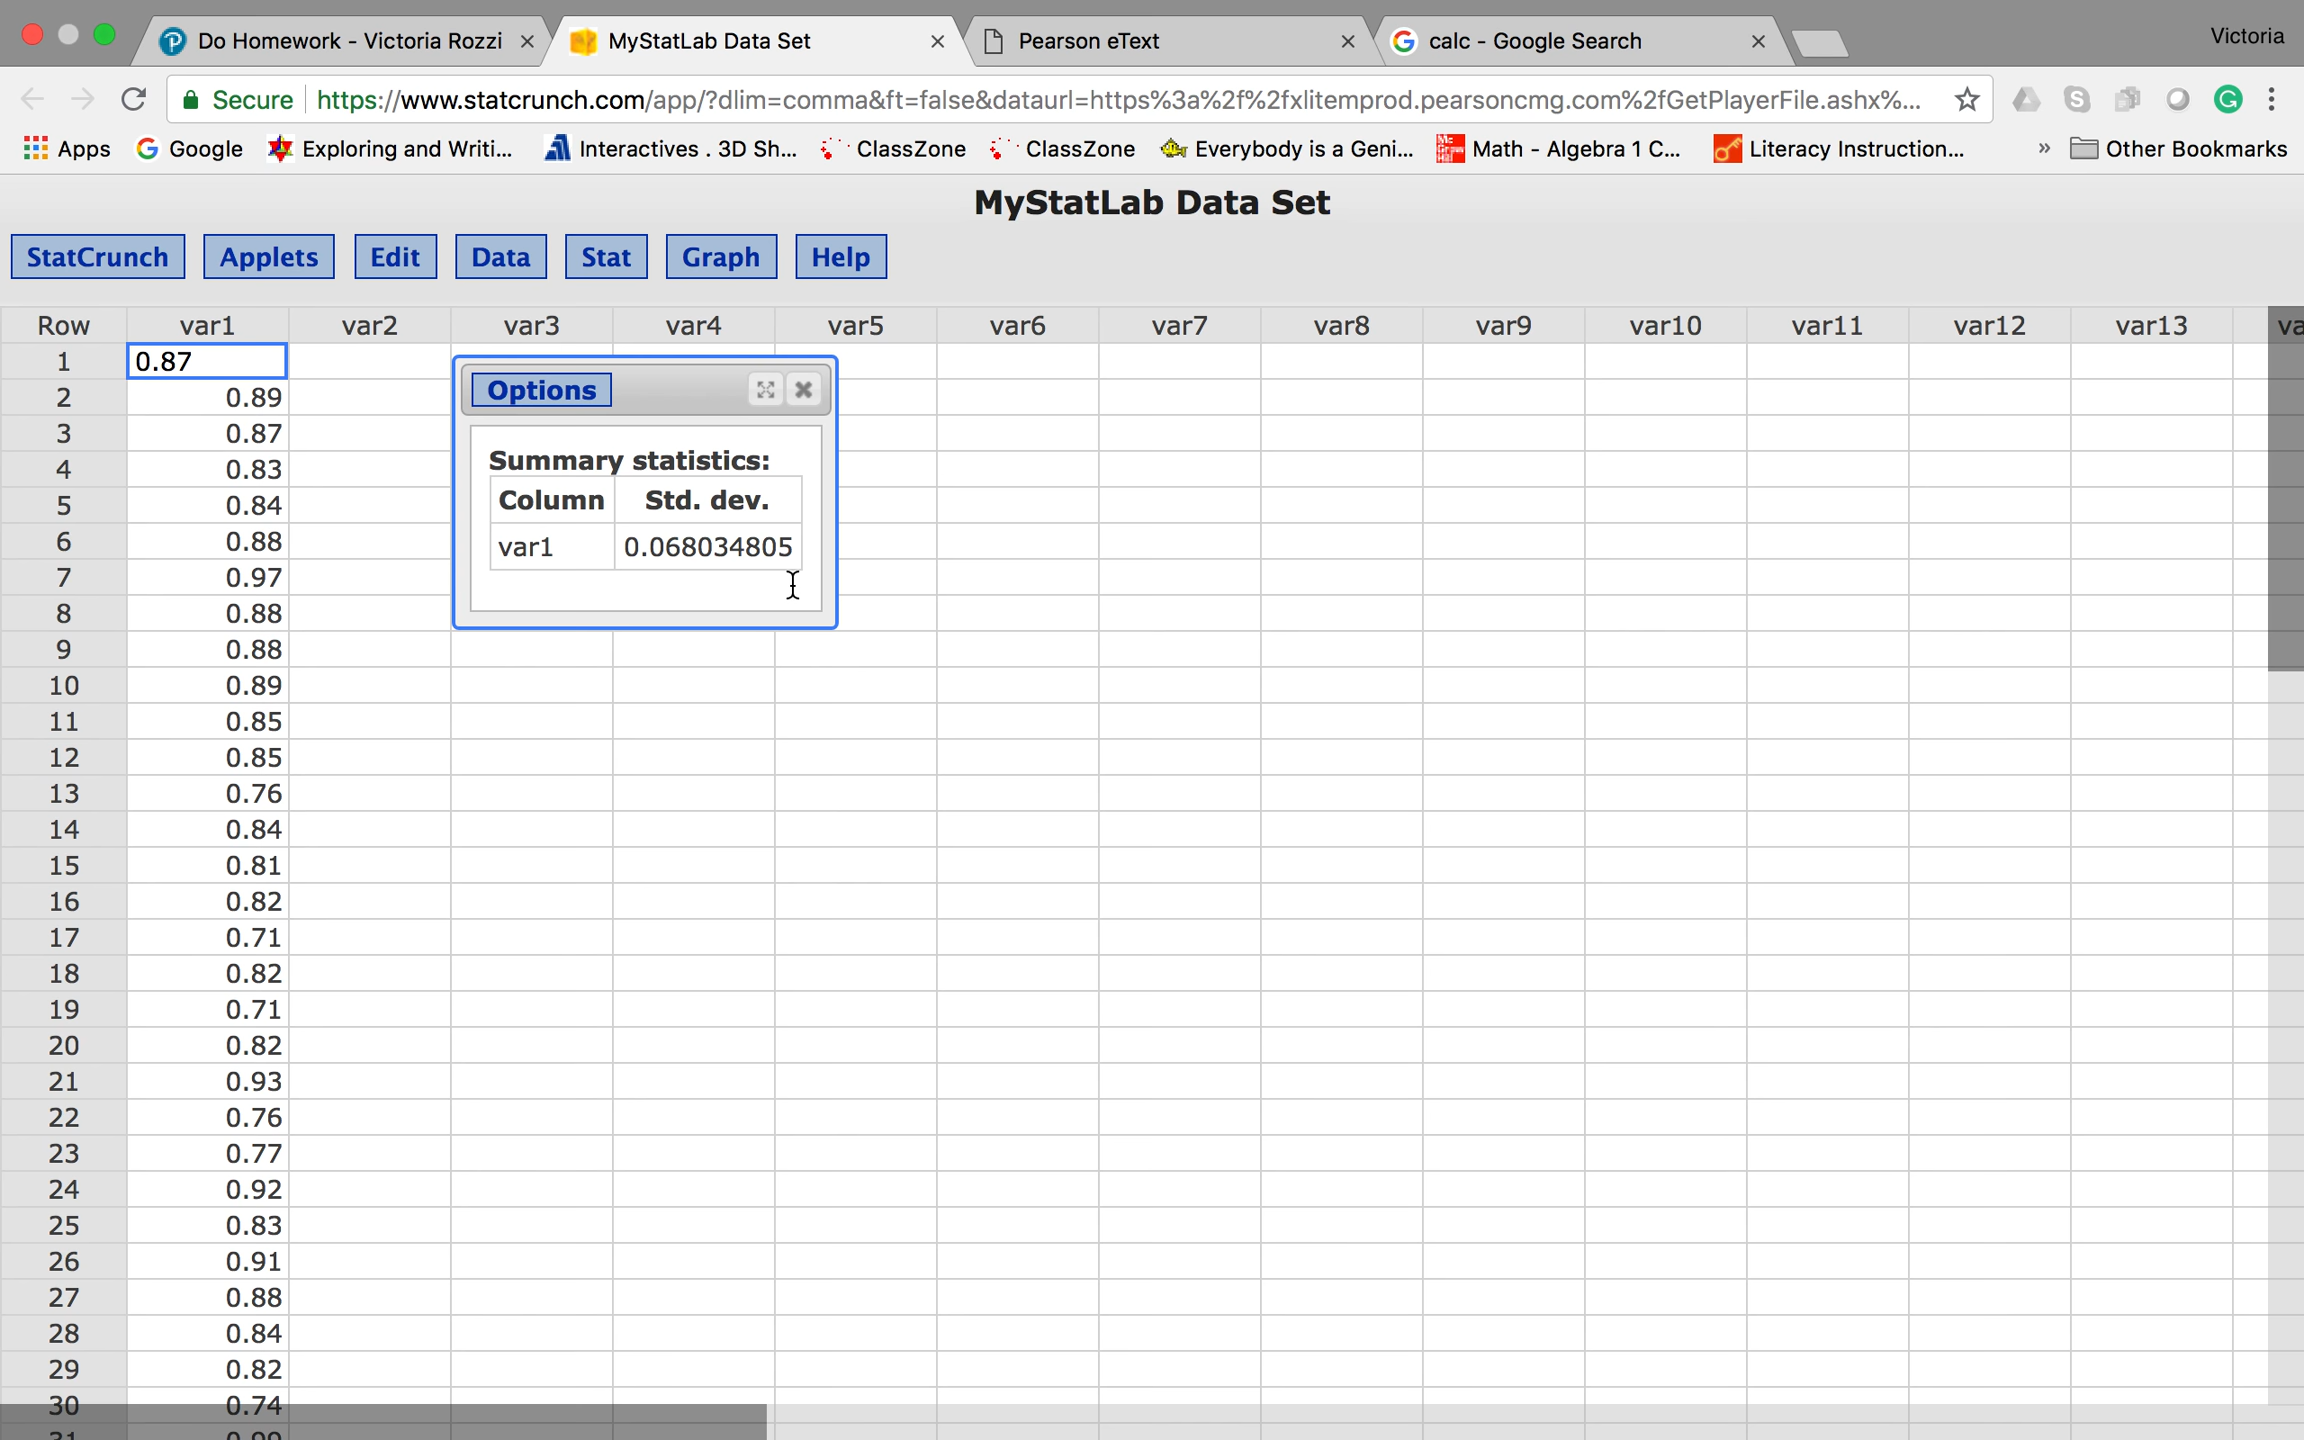 Do Homework - Victoria Rozzi
MyStatLab Data Set
Pearson eText
calc - Google Search
Victoria
Secure https://www.statcrunch.com/app/?dlim=comma&ft=false&dataurl=https%3a%2f%2fxlitemprod.pearsoncmg.com%2fGetPlayerFile.ashx%...
Apps Google Exploring and Writi... Interactives . 3D Sh... ClassZone ClassZone Everybody is a Geni... Math - Algebra 1 C... Literacy Instruction... » Other Bookmarks
MyStatLab Data Set
StatCrunch Applets Edit Data Stat Graph Help
Row var1 var2 var3 var4 var5 var6 var7 var8 var9 var10 var11 var12 var13 va
1 0.87
2 0.89
3 0.87
4 0.83
5 0.84
6 0.88
7 0.97
8 0.88
9 0.88
10 0.89
11 0.85
12 0.85
13 0.76
14 0.84
15 0.81
16 0.82
17 0.71
18 0.82
19 0.71
20 0.82
21 0.93
22 0.76
23 0.77
24 0.92
25 0.83
26 0.91
27 0.88
28 0.84
29 0.82
30 0.74
Options
Summary statistics:
Column Std. dev.
var1 0.068034805